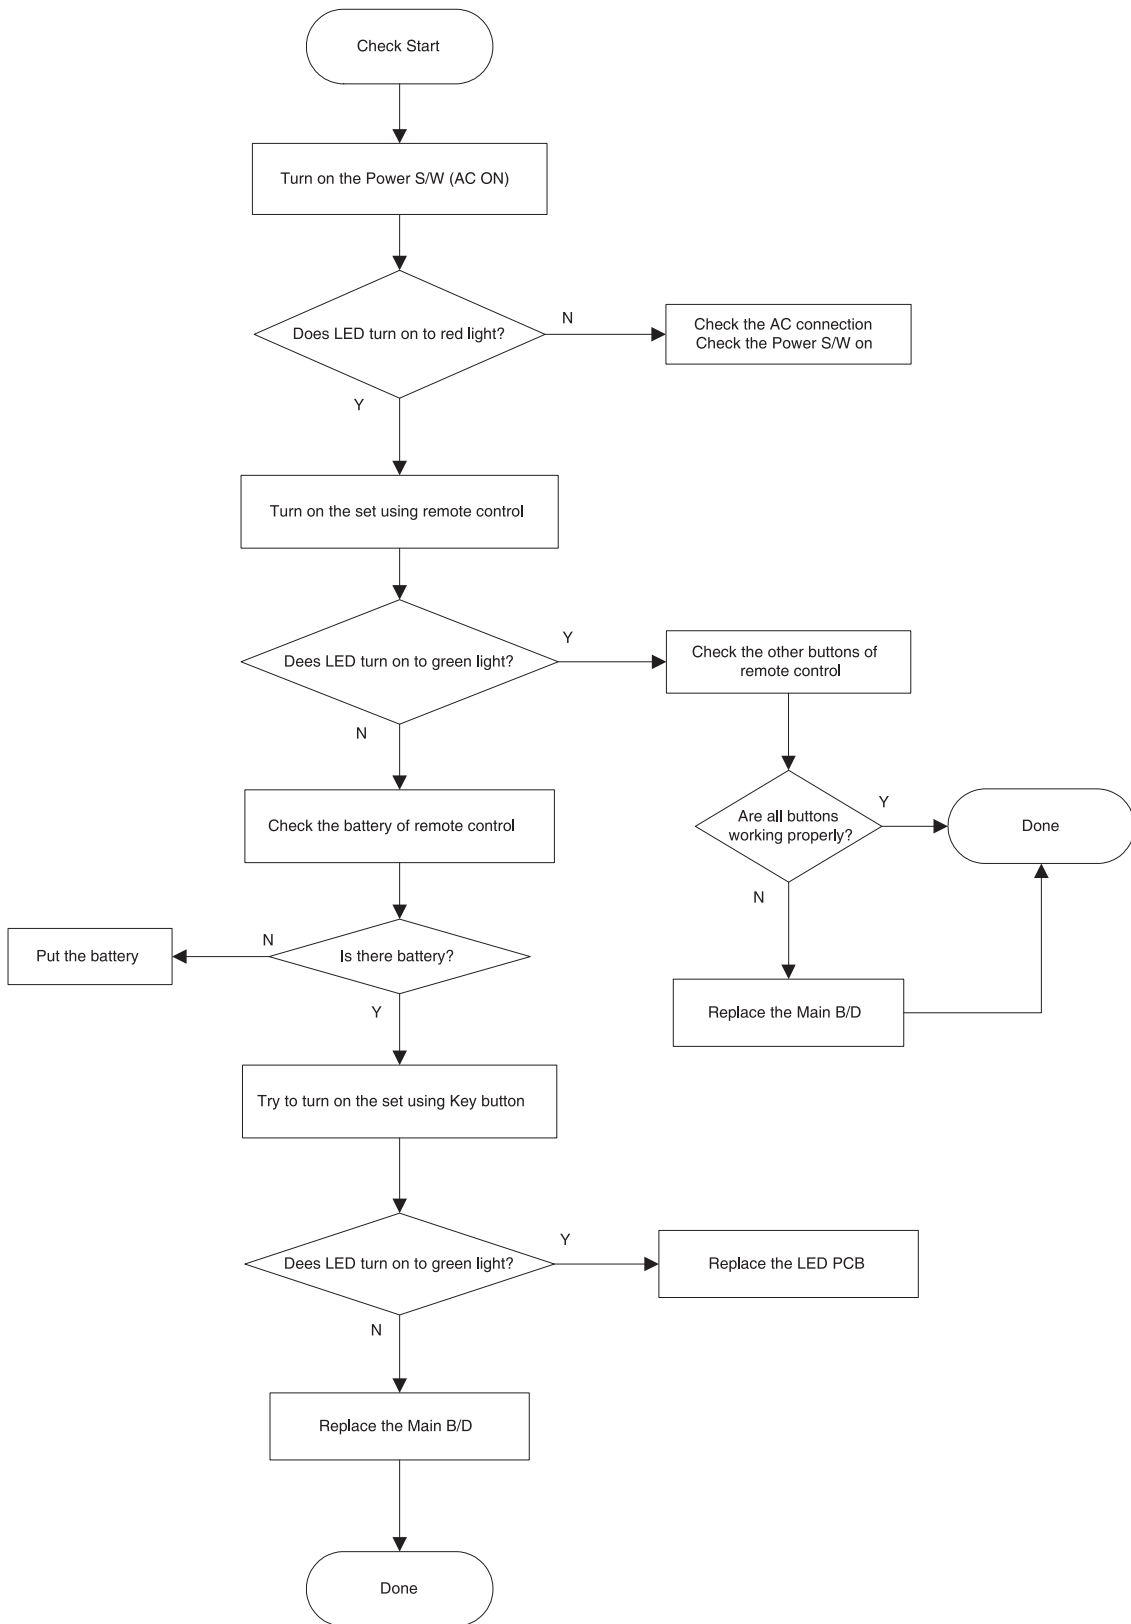 Check Start
Turn on the Power S/W (AC ON)
Does LED turn on to red light?
N
Check the AC connection
Check the Power S/W on
Y
Turn on the set using remote control
Dees LED turn on to green light?
Y
Check the other buttons of
remote control
N
Check the battery of remote control
Are all buttons
working properly?
Y
Done
N
Replace the Main B/D
Is there battery?
N
Put the battery
Y
Try to turn on the set using Key button
Dees LED turn on to green light?
Y
Replace the LED PCB
N
Replace the Main B/D
Done